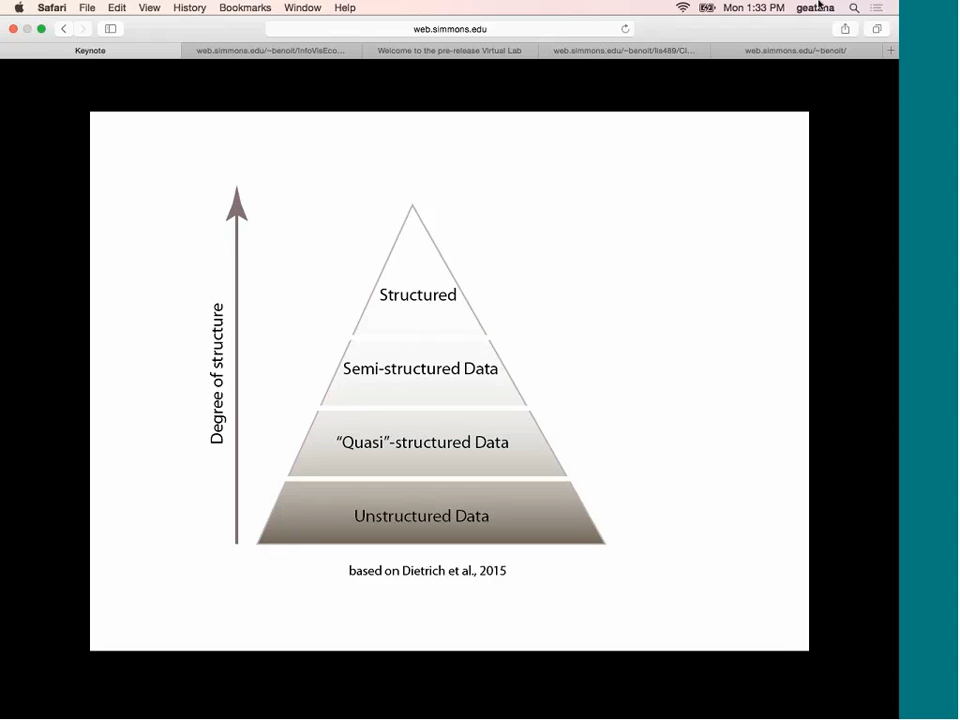 Safari File Edit View History Bookmarks Window Help Mon 1:33 PM geatana
web.simmons.edu
Keynote web.simmons.edu/~benoit/InfoVisEco... Welcome to the pre-release Virtual Lab web.simmons.edu/~benoit/lis489/Cl... web.simmons.edu/~benoit/ +
Degree of structure
Structured
Semi-structured Data
“Quasi”-structured Data
Unstructured Data
based on Dietrich et al., 2015